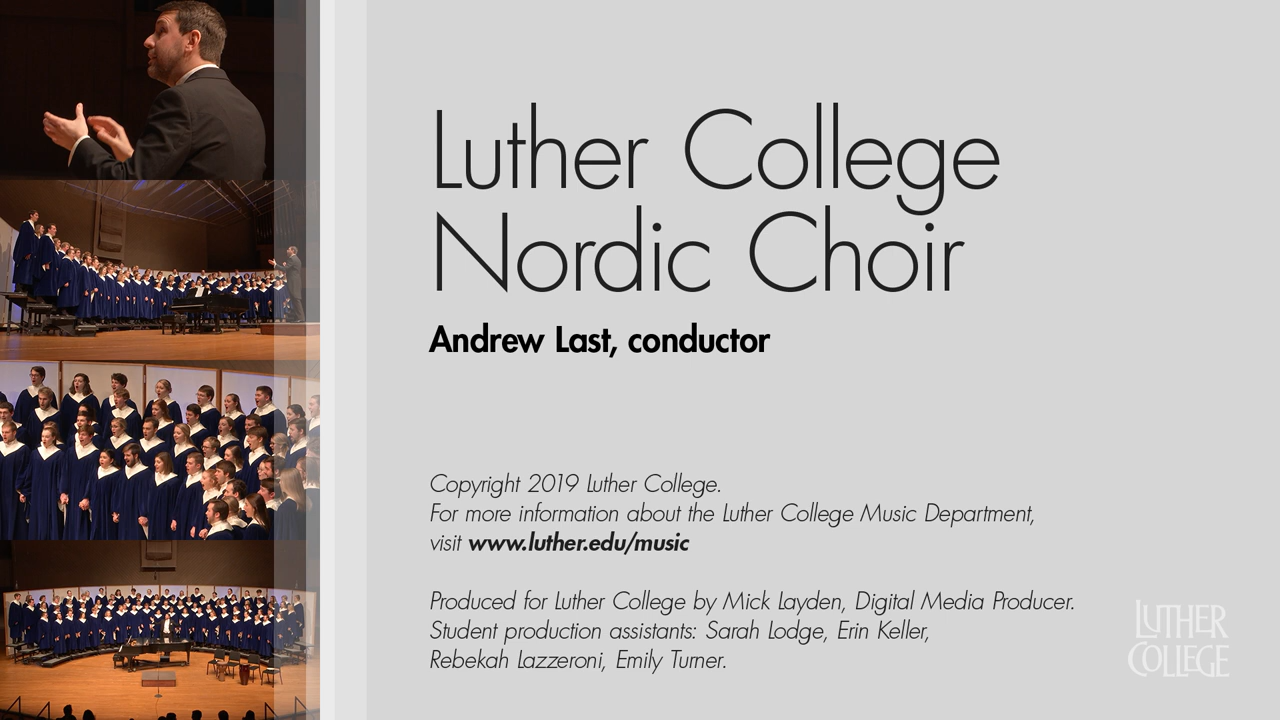 Luther College
Nordic Choir
Andrew Last, conductor
Copyright 2019 Luther College.
For more information about the Luther College Music Department,
visit www.luther.edu/music
Produced for Luther College by Mick Layden, Digital Media Producer.
Student production assistants: Sarah Lodge, Erin Keller,
Rebekah Lazzeroni, Emily Turner.
LUTHER
COLLEGE